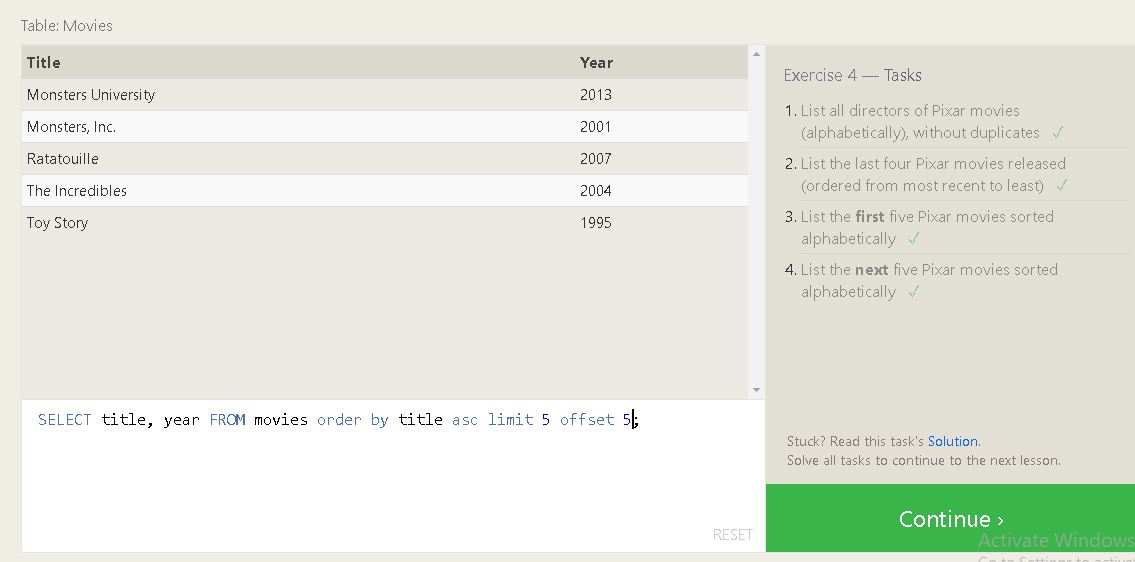 Table: Movies
Title Year
Monsters University 2013
Monsters, Inc. 2001
Ratatouille 2007
The Incredibles 2004
Toy Story 1995
SELECT title, year FROM movies order by title asc limit 5 offset 5;
RESET
Exercise 4 — Tasks
1. List all directors of Pixar movies
(alphabetically), without duplicates ✓
2. List the last four Pixar movies released
(ordered from most recent to least) ✓
3. List the first five Pixar movies sorted
alphabetically ✓
4. List the next five Pixar movies sorted
alphabetically ✓
Stuck? Read this task's Solution.
Solve all tasks to continue to the next lesson.
Continue ›
Activate Windows
Go to Settings to activa